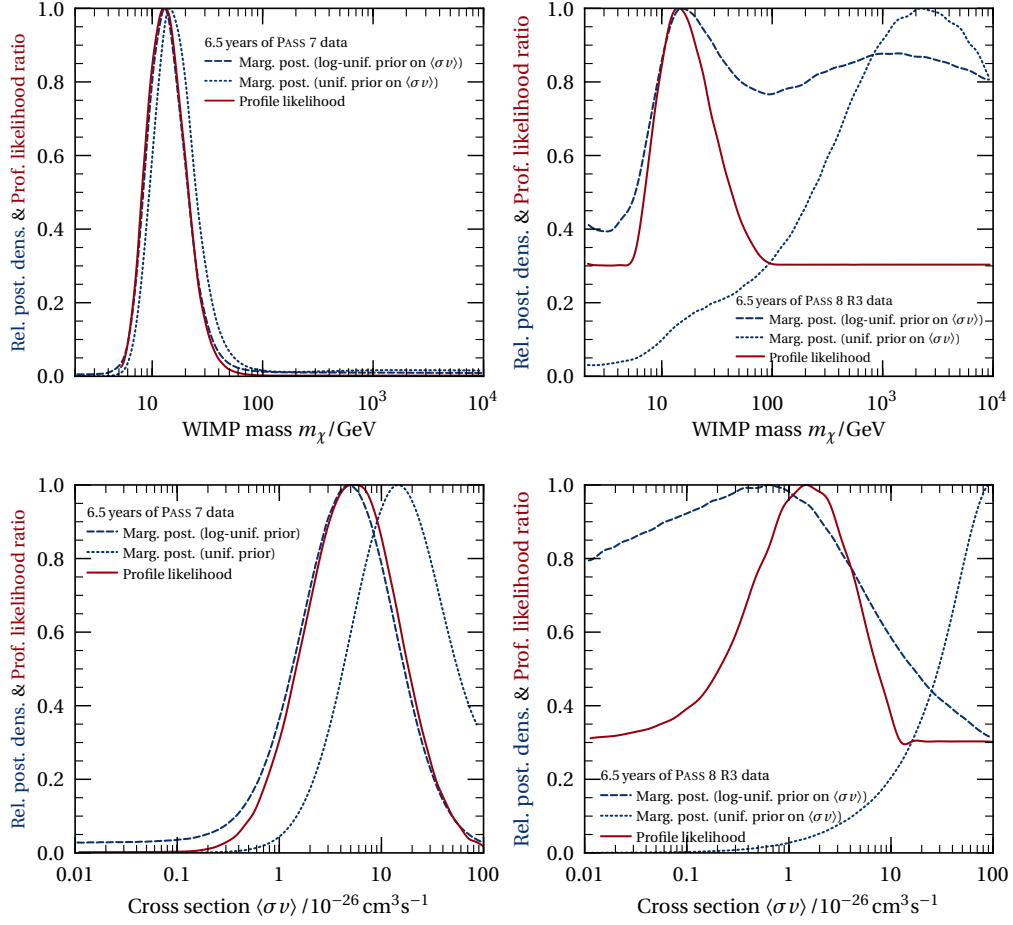 Rel. post. dens. & Prof. likelihood ratio
1.0
0.8
0.6
0.4
0.2
0.0
6.5 years of PASS 7 data
Marg. post. (log-unif. prior on ⟨σv⟩)
Marg. post. (unif. prior on ⟨σv⟩)
Profile likelihood
10 100 10³ 10⁴
WIMP mass mχ/GeV
Rel. post. dens. & Prof. likelihood ratio
1.0
0.8
0.6
0.4
0.2
0.0
6.5 years of PASS 8 R3 data
Marg. post. (log-unif. prior on ⟨σv⟩)
Marg. post. (unif. prior on ⟨σv⟩)
Profile likelihood
10 100 10³ 10⁴
WIMP mass mχ/GeV
Rel. post. dens. & Prof. likelihood ratio
1.0
0.8
0.6
0.4
0.2
0.0
6.5 years of PASS 7 data
Marg. post. (log-unif. prior)
Marg. post. (unif. prior)
Profile likelihood
0.01 0.1 1 10 100
Cross section ⟨σv⟩ /10⁻²⁶ cm³s⁻¹
Rel. post. dens. & Prof. likelihood ratio
1.0
0.8
0.6
0.4
0.2
0.0
6.5 years of PASS 8 R3 data
Marg. post. (log-unif. prior on ⟨σv⟩)
Marg. post. (unif. prior on ⟨σv⟩)
Profile likelihood
0.01 0.1 1 10 100
Cross section ⟨σv⟩ /10⁻²⁶ cm³s⁻¹